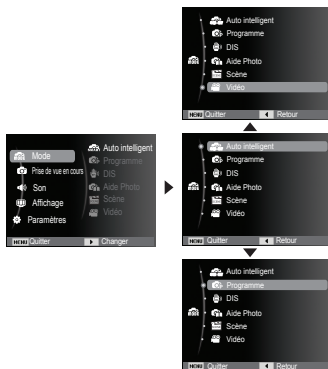 Auto intelligent
Programme
DIS
Aide Photo
Scène
Vidéo
MENU Quitter Retour
Mode
Prise de vue en cours
Son
Affichage
Paramètres
Auto intelligent
Programme
DIS
Aide Photo
Scène
Vidéo
MENU Quitter Changer
Auto intelligent
Programme
DIS
Aide Photo
Scène
Vidéo
MENU Quitter Retour
Auto intelligent
Programme
DIS
Aide Photo
Scène
Vidéo
MENU Quitter Retour